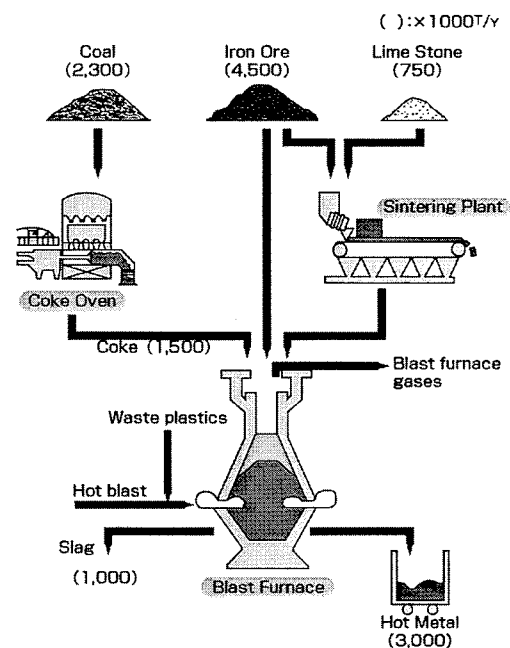 ( ):×1000T/Y
Coal
(2,300)
Iron Ore
(4,500)
Lime Stone
(750)
Sintering Plant
Coke Oven
Coke (1,500)
Blast furnace
gases
Waste plastics
Hot blast
Slag
(1,000)
Blast Furnace
Hot Metal
(3,000)